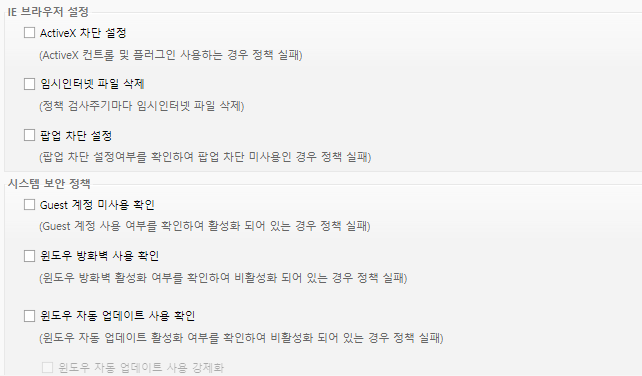 IE 브라우저 설정
ActiveX 차단 설정
(ActiveX 컨트롤 및 플러그인 사용하는 경우 정책 실패)
임시인터넷 파일 삭제
(정책 검사주기마다 임시인터넷 파일 삭제)
팝업 차단 설정
(팝업 차단 설정여부를 확인하여 팝업 차단 미사용인 경우 정책 실패)
시스템 보안 정책
Guest 계정 미사용 확인
(Guest 계정 사용 여부를 확인하여 활성화 되어 있는 경우 정책 실패)
윈도우 방화벽 사용 확인
(윈도우 방화벽 활성화 여부를 확인하여 비활성화 되어 있는 경우 정책 실패)
윈도우 자동 업데이트 사용 확인
(윈도우 자동 업데이트 활성화 여부를 확인하여 비활성화 되어 있는 경우 정책 실패)
윈도우 자동 업데이트 사용 강제화